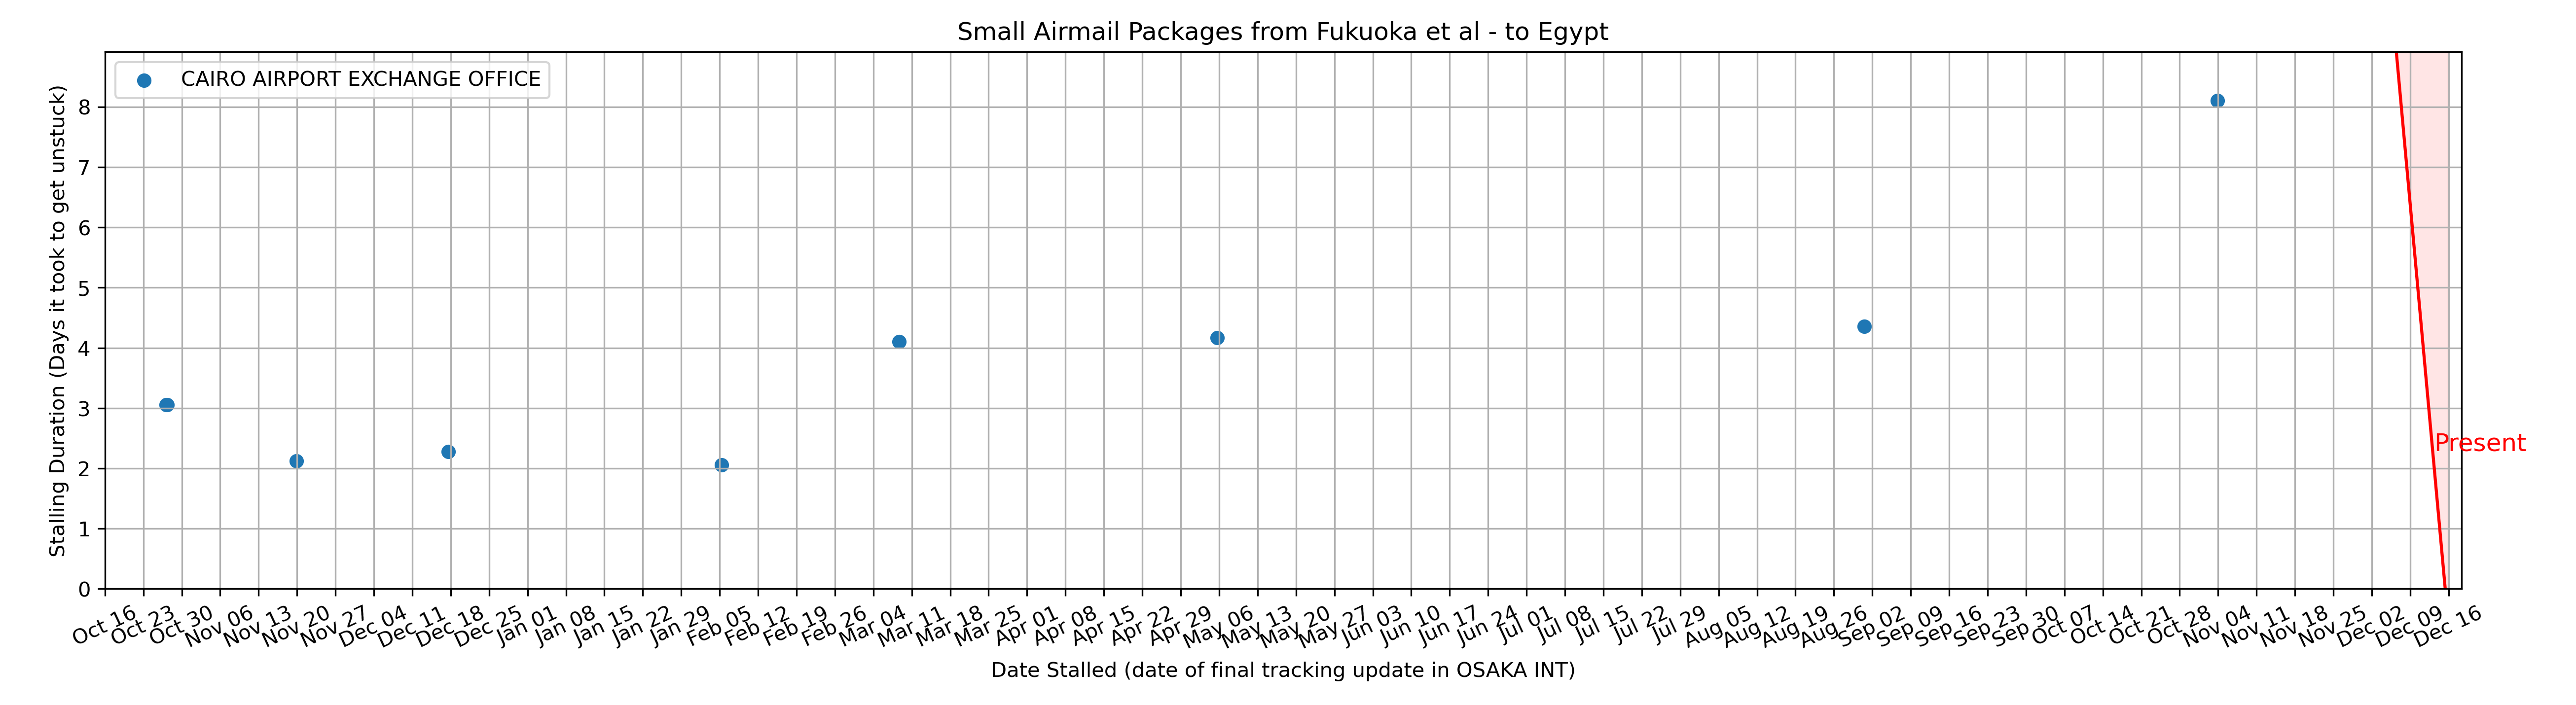 Small Airmail Packages from Fukuoka et al - to Egypt
CAIRO AIRPORT EXCHANGE OFFICE
Stalling Duration (Days it took to get unstuck)
8
7
6
5
4
3
2
1
0
Present
Oct 16 Oct 23 Oct 30 Nov 06 Nov 13 Nov 20 Nov 27 Dec 04 Dec 11 Dec 18 Dec 25 Jan 01 Jan 08 Jan 15 Jan 22 Jan 29 Feb 05 Feb 12 Feb 19 Feb 26 Mar 04 Mar 11 Mar 18 Mar 25 Apr 01 Apr 08 Apr 15 Apr 22 Apr 29 May 06 May 13 May 20 May 27 Jun 03 Jun 10 Jun 17 Jun 24 Jul 01 Jul 08 Jul 15 Jul 22 Jul 29 Aug 05 Aug 12 Aug 19 Aug 26 Sep 02 Sep 09 Sep 16 Sep 23 Sep 30 Oct 07 Oct 14 Oct 21 Oct 28 Nov 04 Nov 11 Nov 18 Nov 25 Dec 02 Dec 09 Dec 16
Date Stalled (date of final tracking update in OSAKA INT)